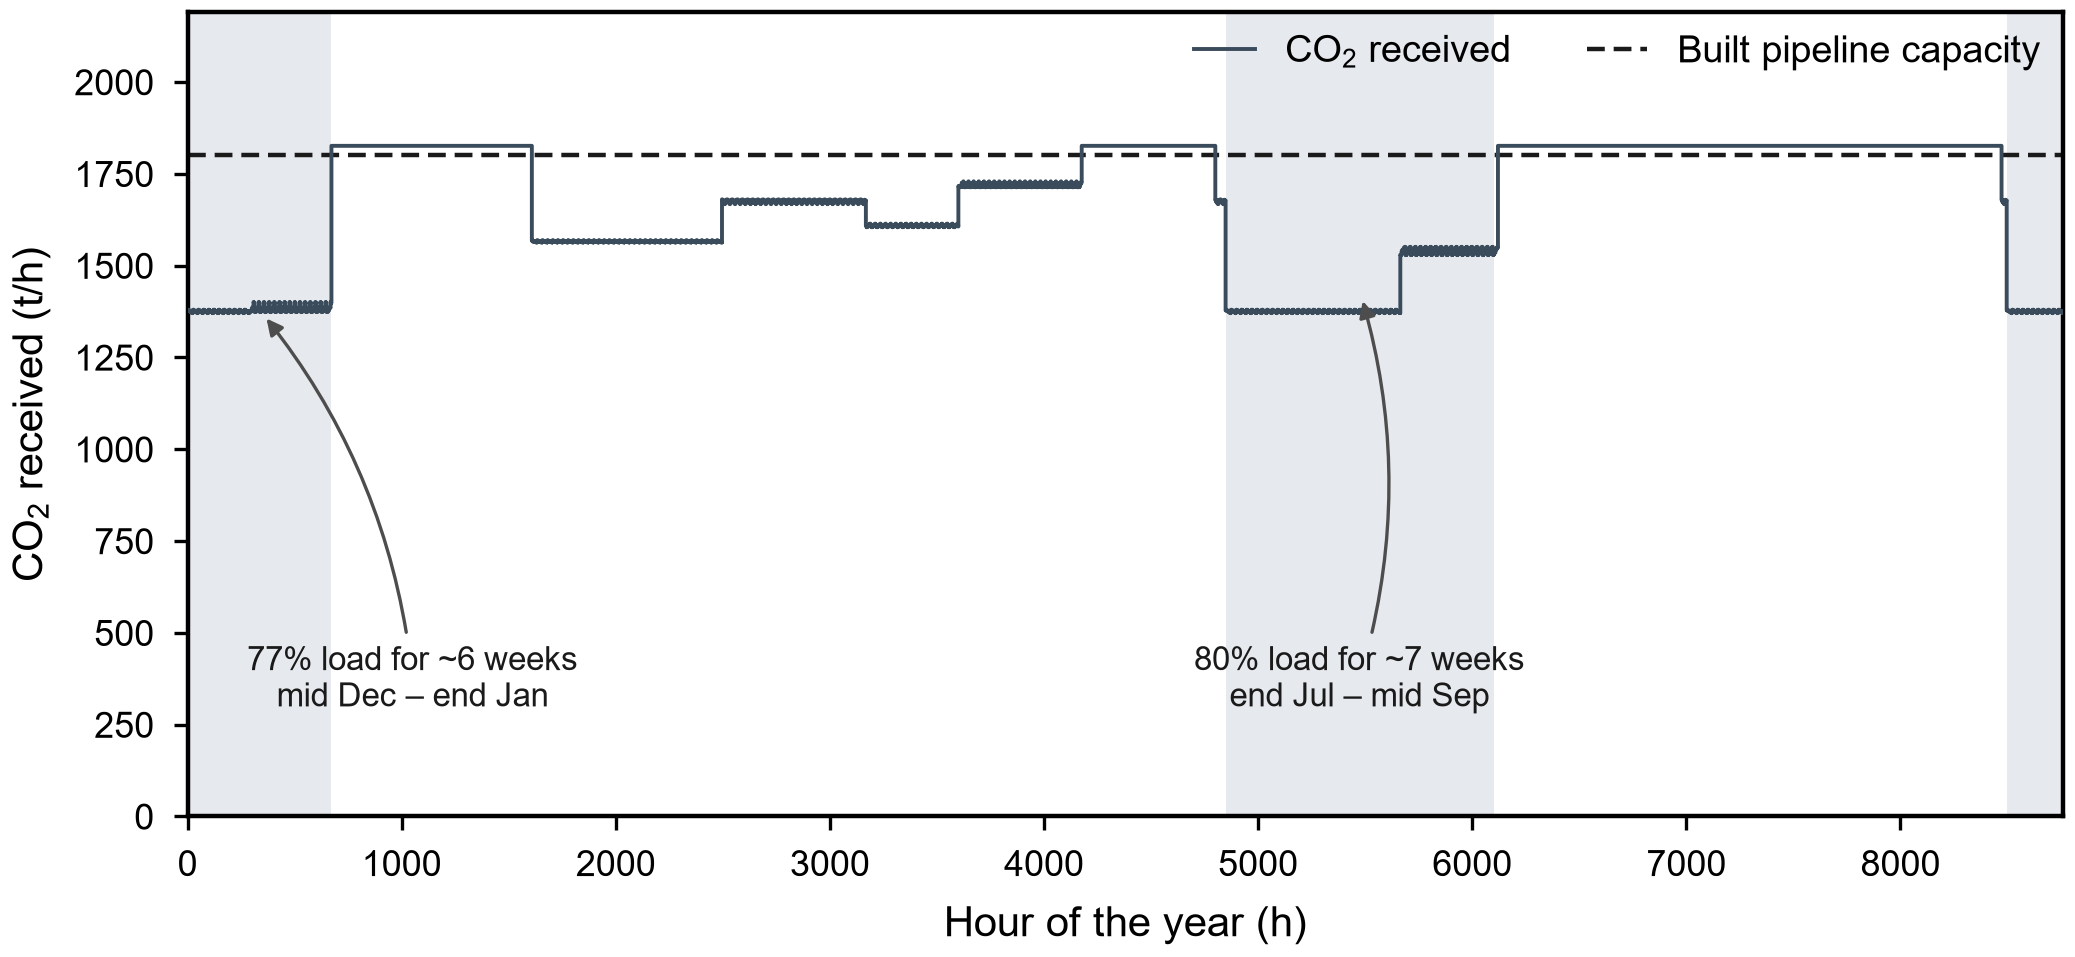 CO₂ received
Built pipeline capacity
CO₂ received (t/h)
2000
1750
1500
1250
1000
750
500
250
0
77% load for ~6 weeks
mid Dec – end Jan
80% load for ~7 weeks
end Jul – mid Sep
0 1000 2000 3000 4000 5000 6000 7000 8000
Hour of the year (h)